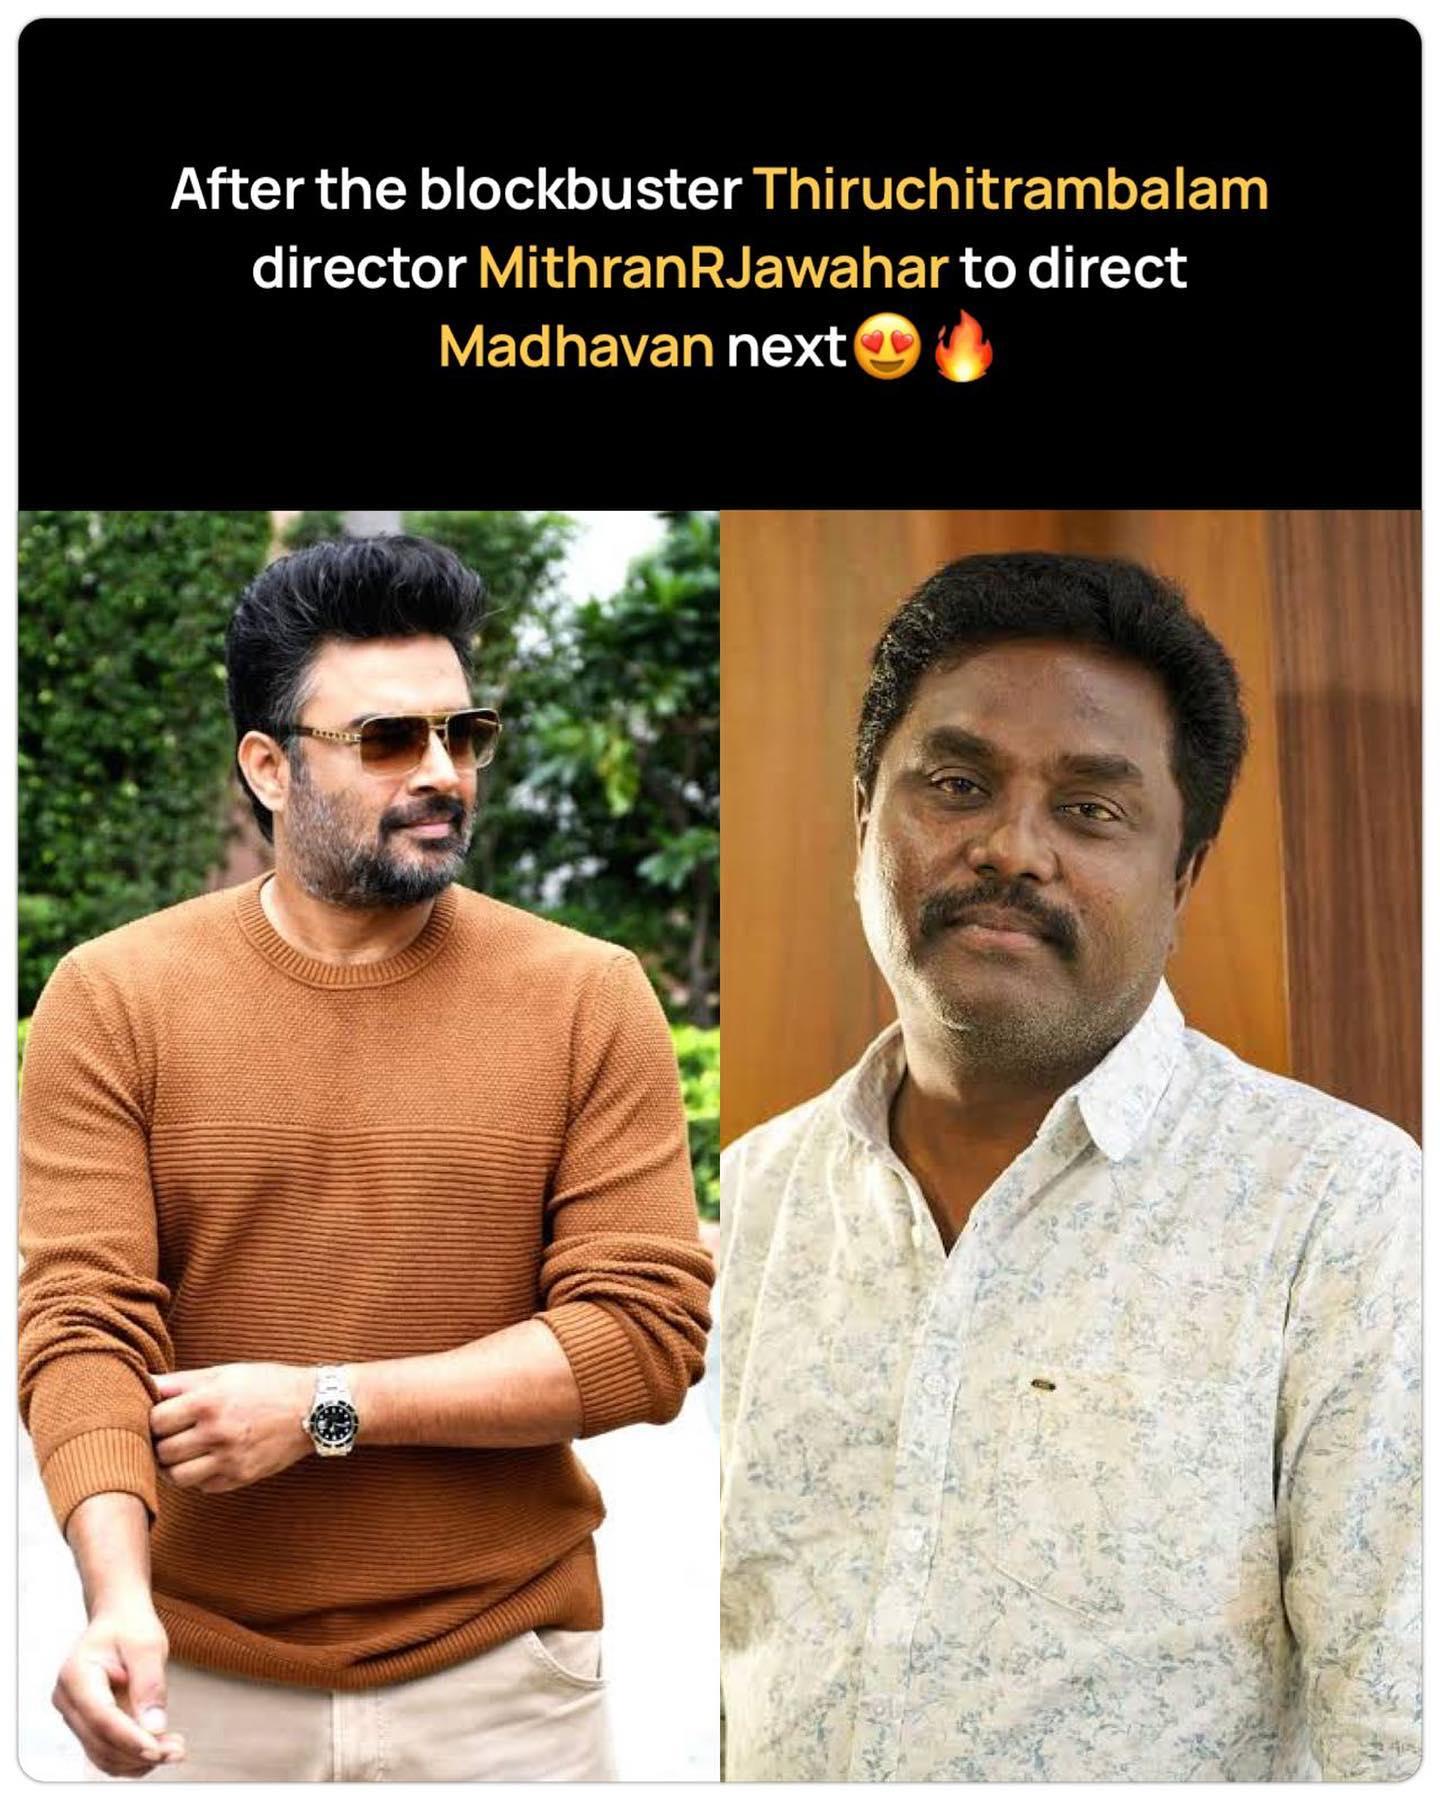 After the blockbuster Thiruchitrambalam
director MithranRJawahar to direct
Madhavan next😍🔥